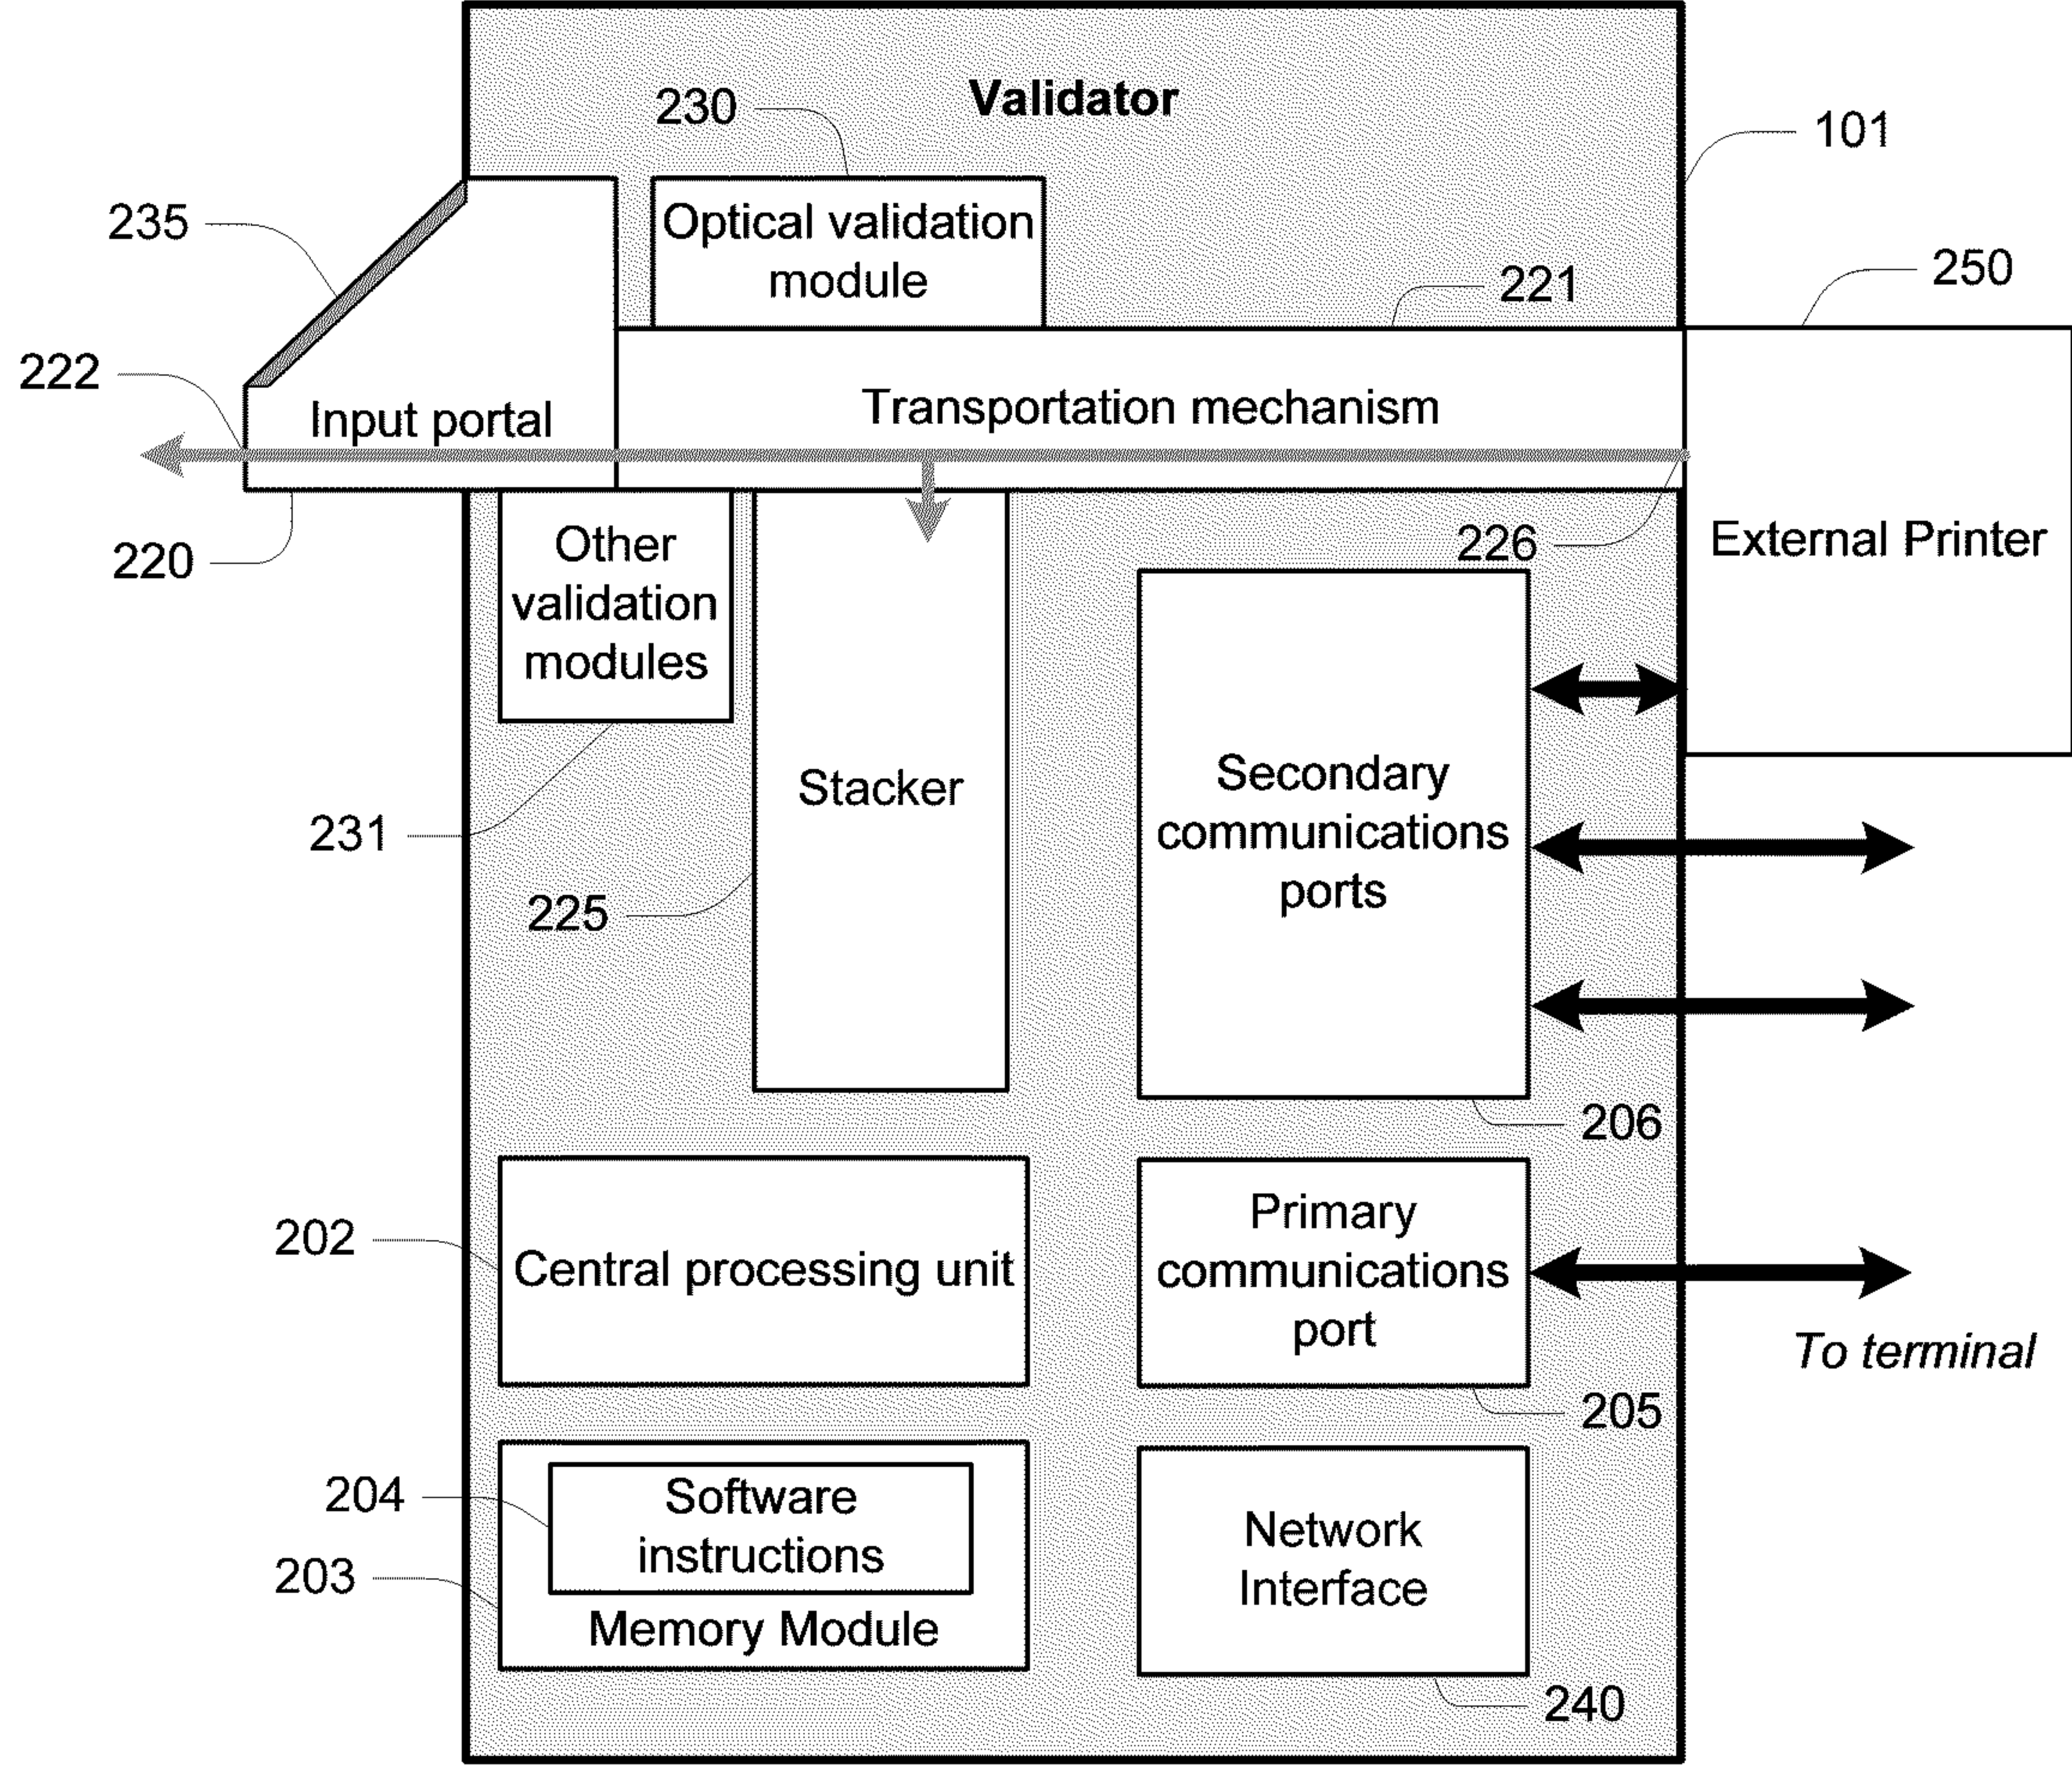 Validator
230
101
235
Optical validation
module
221
250
222
Input portal
Transportation mechanism
220
Other
validation
modules
226
External Printer
231
Stacker
Secondary
communications
ports
225
206
202
Central processing unit
Primary
communications
port
To terminal
205
204
Software
instructions
203
Memory Module
Network
Interface
240